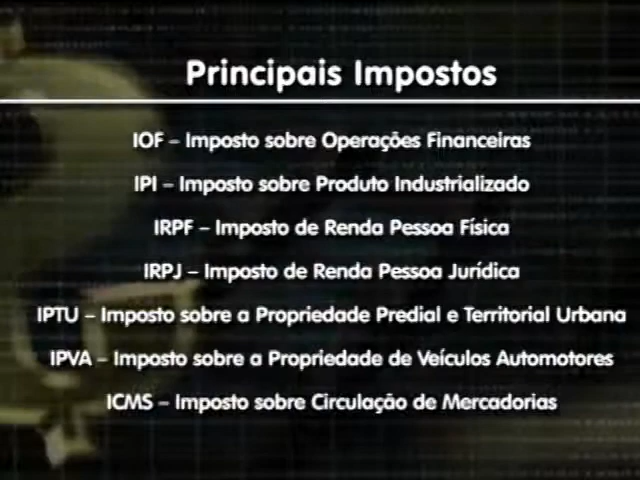 Principais Impostos
IOF – Imposto sobre Operações Financeiras
IPI – Imposto sobre Produto Industrializado
IRPF – Imposto de Renda Pessoa Física
IRPJ – Imposto de Renda Pessoa Jurídica
IPTU – Imposto sobre a Propriedade Predial e Territorial Urbana
IPVA – Imposto sobre a Propriedade de Veículos Automotores
ICMS – Imposto sobre Circulação de Mercadorias